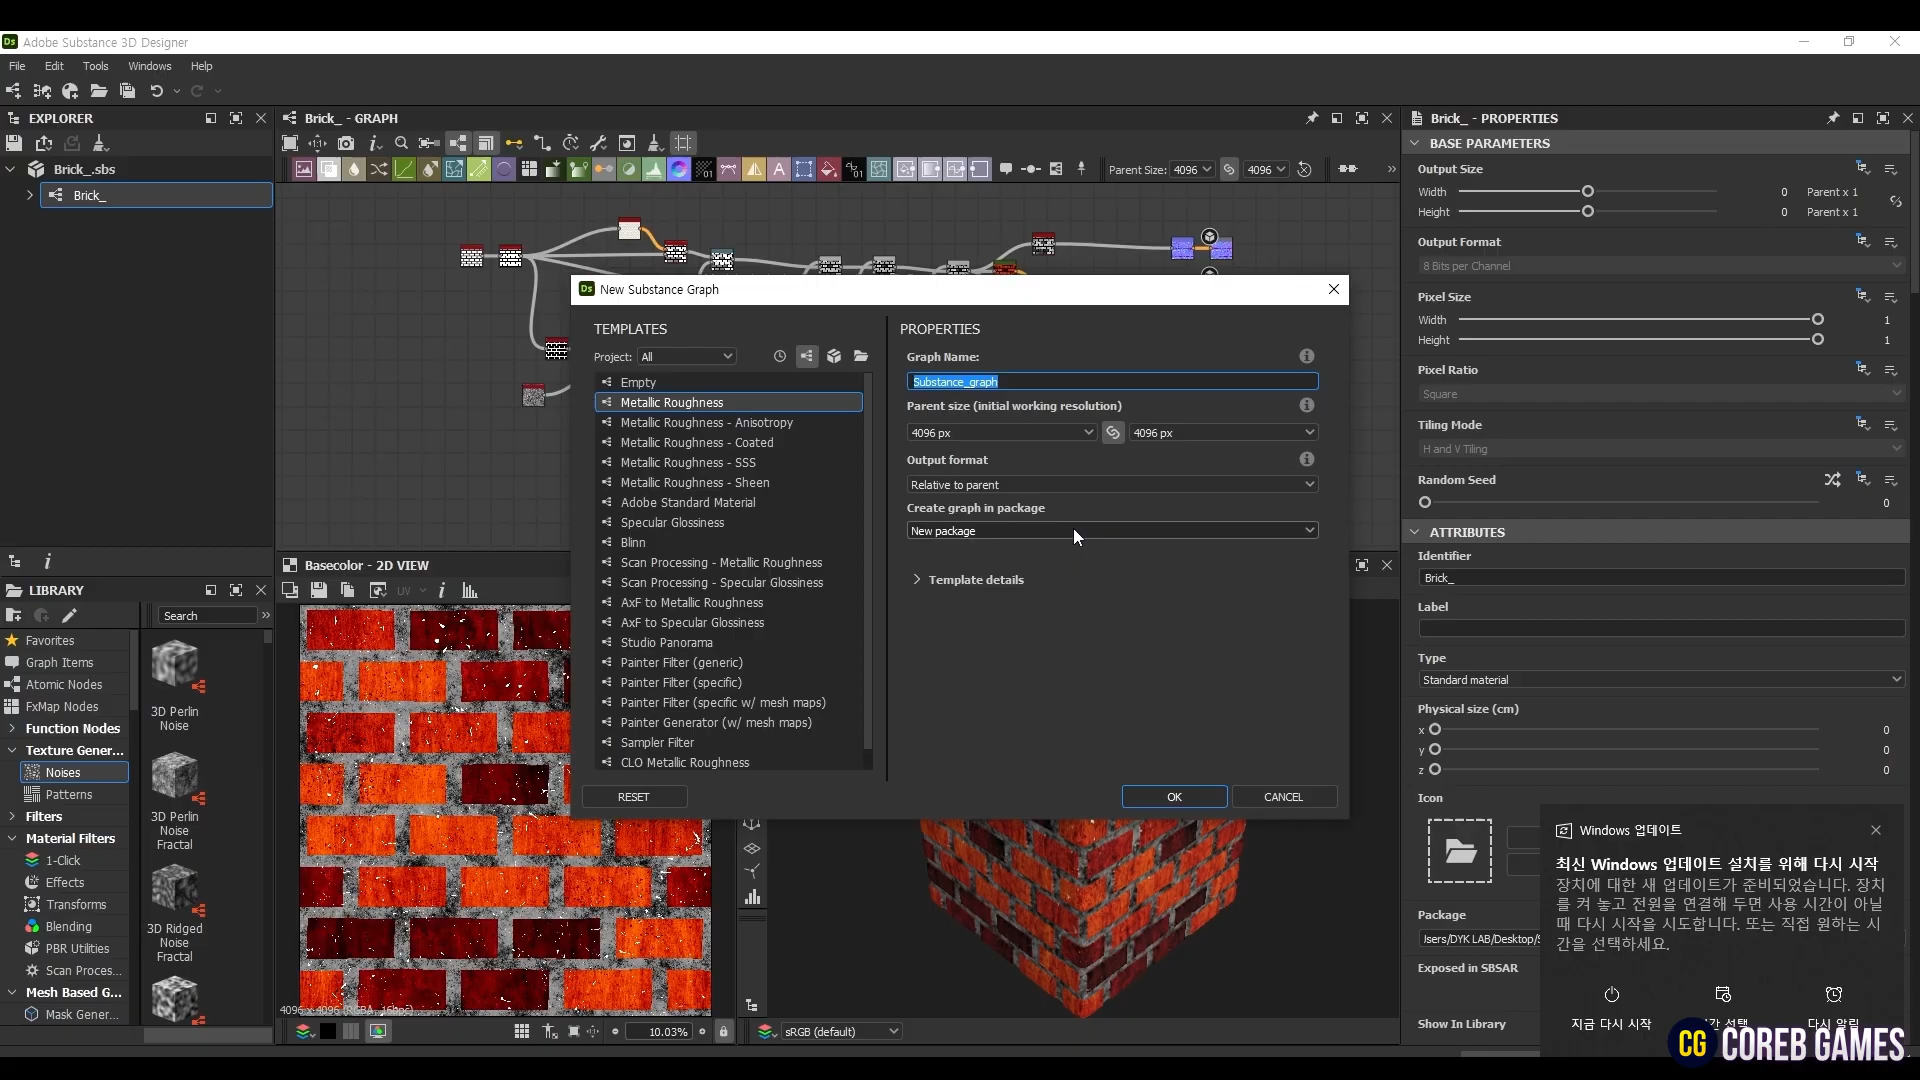 Adobe Substance 3D Designer
File Edit Tools Windows Help
EXPLORER
Brick_.sbs
Brick_
Brick_ - GRAPH
Parent Size: 4096 4096
New Substance Graph
TEMPLATES
Project: All
Empty
Metallic Roughness
Metallic Roughness - Anisotropy
Metallic Roughness - Coated
Metallic Roughness - SSS
Metallic Roughness - Sheen
Adobe Standard Material
Specular Glossiness
Blinn
Scan Processing - Metallic Roughness
Scan Processing - Specular Glossiness
AxF to Metallic Roughness
AxF to Specular Glossiness
Studio Panorama
Painter Filter (generic)
Painter Filter (specific)
Painter Filter (specific w/ mesh maps)
Painter Generator (w/ mesh maps)
Sampler Filter
CLO Metallic Roughness
RESET
PROPERTIES
Graph Name:
Substance_graph
Parent size (initial working resolution)
4096 px 4096 px
Output format
Relative to parent
Create graph in package
New package
Template details
OK CANCEL
LIBRARY
Search
Favorites
Graph Items
Atomic Nodes
FxMap Nodes
Function Nodes
Texture Gener...
Noises
Patterns
Filters
Material Filters
1-Click
Effects
Transforms
Blending
PBR Utilities
Scan Proces...
Mesh Based G...
Mask Gener...
3D Perlin
Noise
3D Perlin
Noise
Fractal
3D Ridged
Noise
Fractal
Basecolor - 2D VIEW
UV
4096 x 4096 (RGBA, 16bpc)
10.03%
sRGB (default)
Brick_ - PROPERTIES
BASE PARAMETERS
Output Size
Width 0 Parent x 1
Height 0 Parent x 1
Output Format
8 Bits per Channel
Pixel Size
Width 1
Height 1
Pixel Ratio
Square
Tiling Mode
H and V Tiling
Random Seed
0
ATTRIBUTES
Identifier
Brick_
Label
Type
Standard material
Physical size (cm)
x 0
y 0
z 0
Icon
Package
Jsers/DYK LAB/Desktop/S
Exposed in SBSAR
Show In Library
Windows 업데이트
최신 Windows 업데이트 설치를 위해 다시 시작
장치에 대한 새 업데이트가 준비되었습니다. 장치
를 켜 놓고 전원을 연결해 두면 사용 시간이 아닐
때 다시 시작을 시도합니다. 또는 직접 원하는 시
간을 선택하세요.
지금 다시 시작 선택 다시 알림
CG COREB GAMES